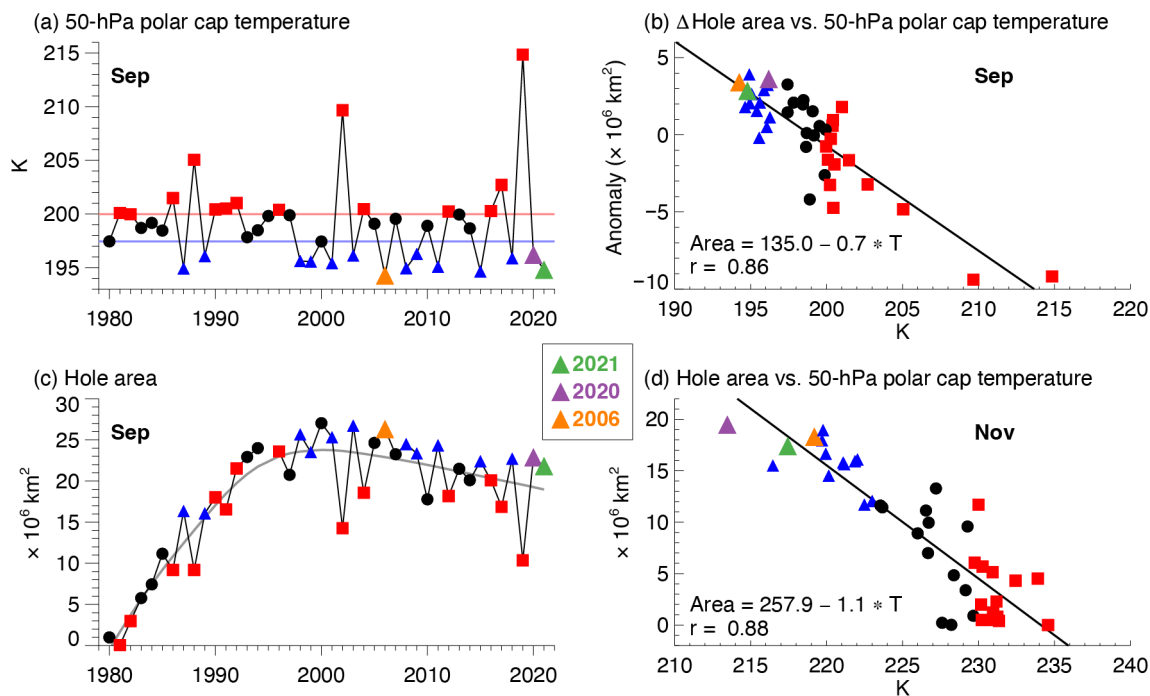 (a) 50-hPa polar cap temperature
Sep
K
215
210
205
200
195
1980 1990 2000 2010 2020
(b) Δ Hole area vs. 50-hPa polar cap temperature
Sep
Anomaly (× 10⁶ km²)
5
0
−5
−10
Area = 135.0 − 0.7 * T
r = 0.86
190 200 210 220 230 240
K
(c) Hole area
Sep
× 10⁶ km²
30
25
20
15
10
5
0
1980 1990 2000 2010 2020
2021
2020
2006
(d) Hole area vs. 50-hPa polar cap temperature
Nov
× 10⁶ km²
20
15
10
5
0
Area = 257.9 − 1.1 * T
r = 0.88
210 215 220 225 230 235 240
K